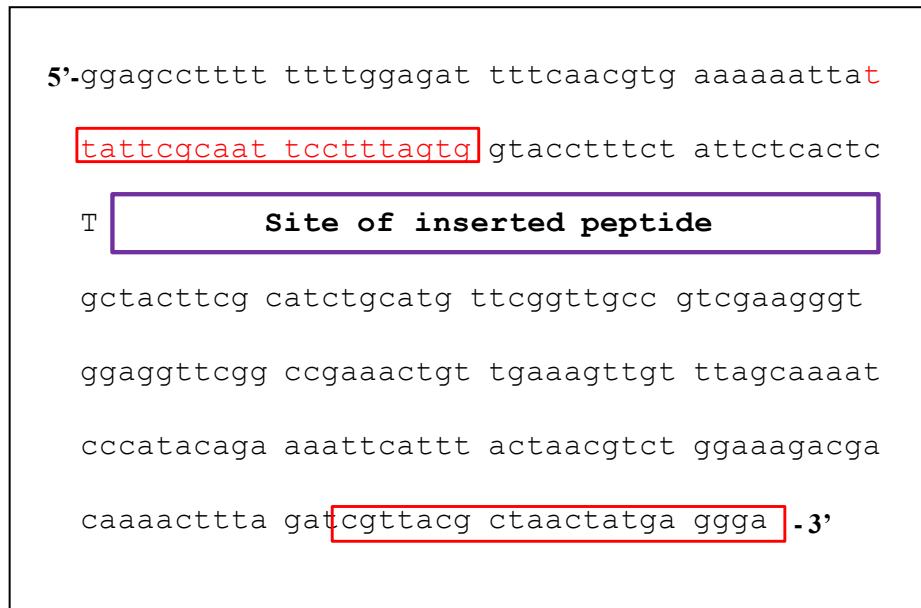 5’-ggagcctttt ttttggagat tttcaacgtg aaaaaattat
tattcgcaat tcctttagtg gtacctttct attctcactc
T Site of inserted peptide
gctacttcg catctgcatg ttcggttgcc gtcgaagggt
ggaggttcgg ccgaaactgt tgaaagttgt ttagcaaaat
cccatacaga aaattcattt actaacgtct ggaaagacga
caaaacttta gatcgttacg ctaactatga ggga - 3’